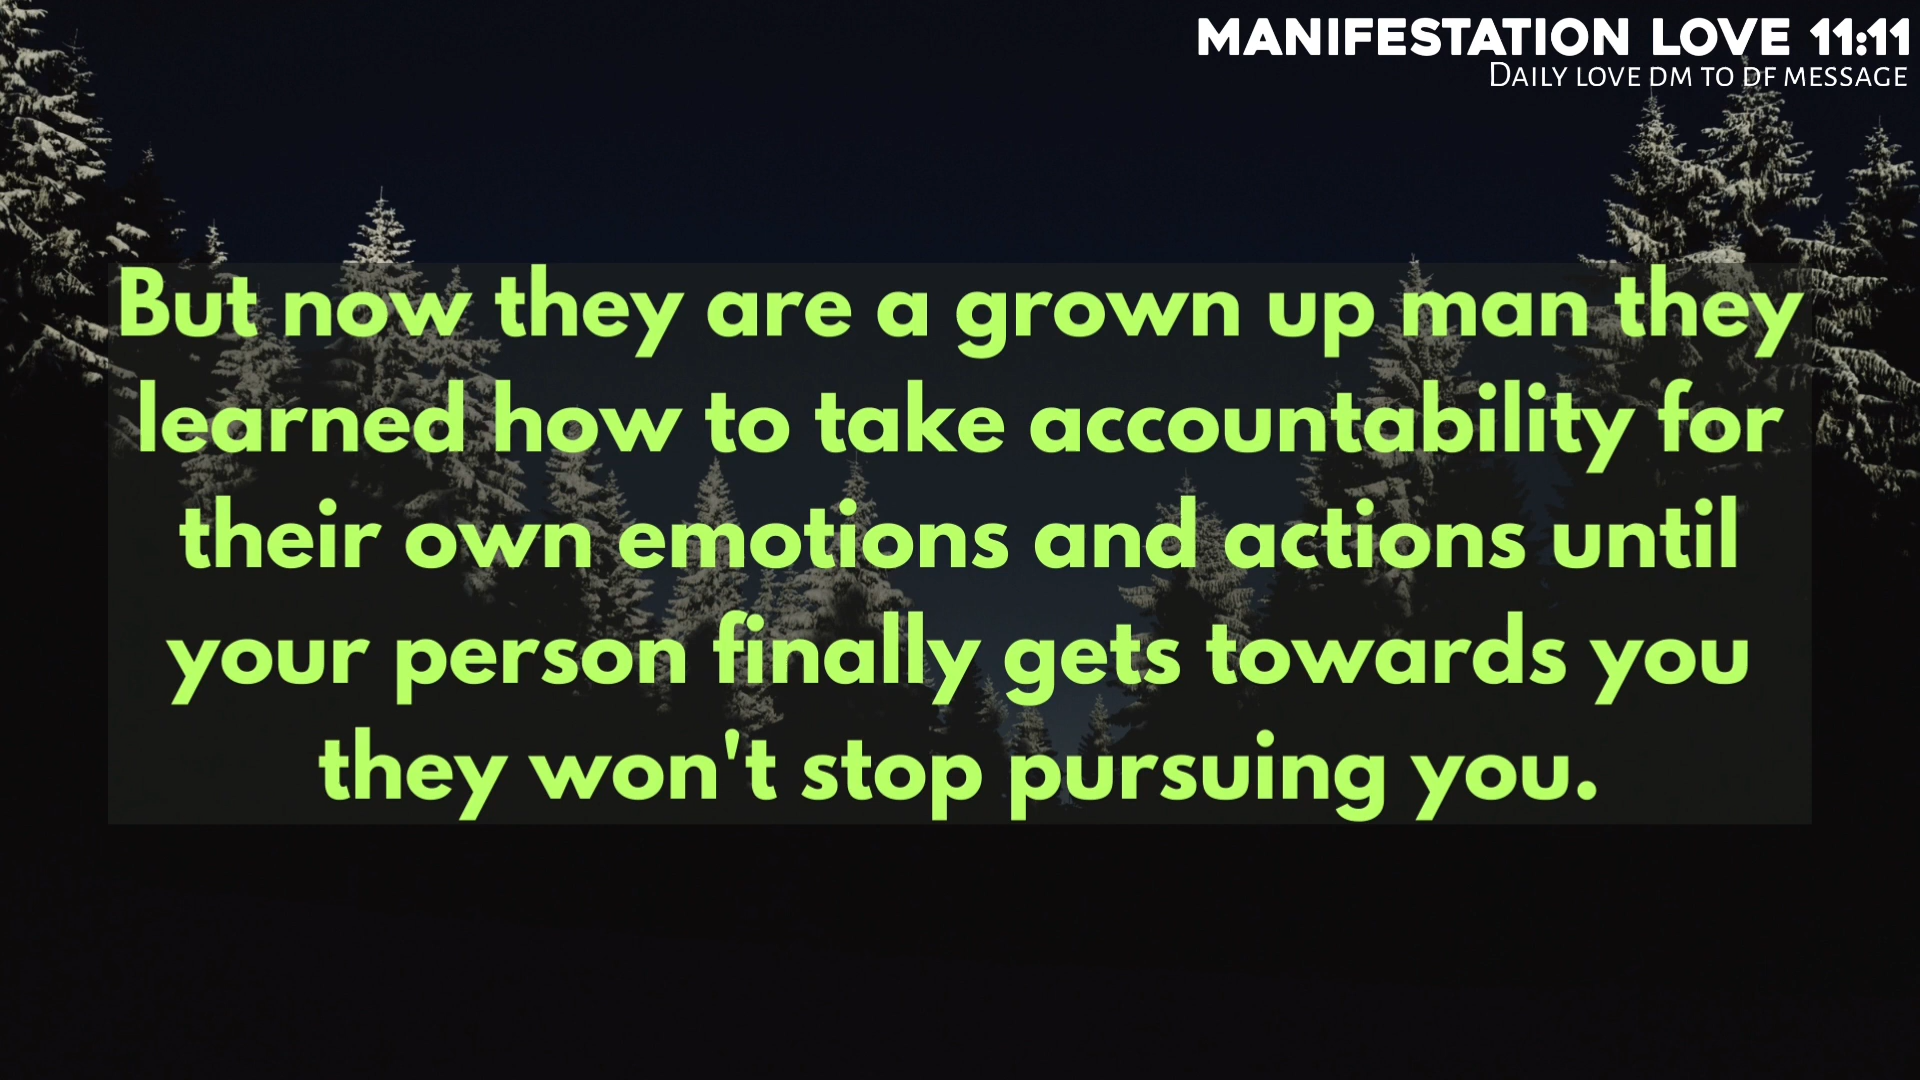 MANIFESTATION LOVE 11:11
Daily love dm to df message
But now they are a grown up man they
learned how to take accountability for
their own emotions and actions until
your person finally gets towards you
they won't stop pursuing you.